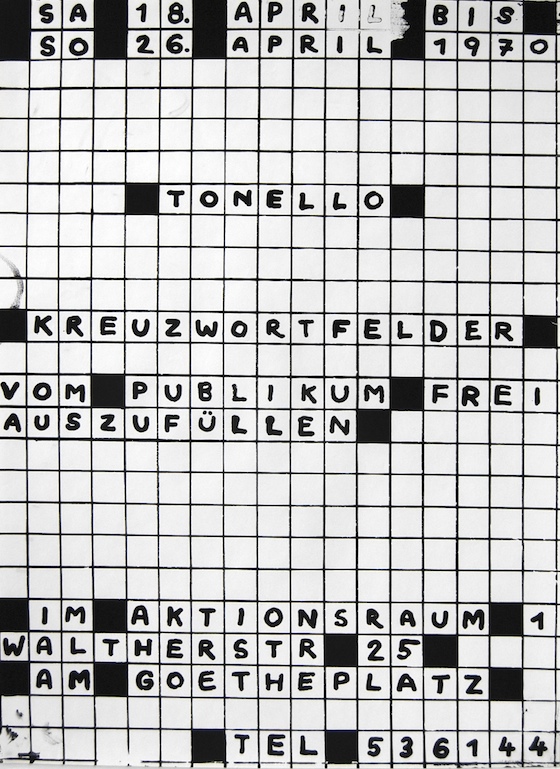 SA 18. APRIL BIS
SO 26. APRIL 1970
TONELLO
KREUZWORTFELDER
VOM PUBLIKUM FREI
AUSZUFÜLLEN
IM AKTIONSRAUM 1
WALTHERSTR 25
AM GOETHEPLATZ
TEL 536144